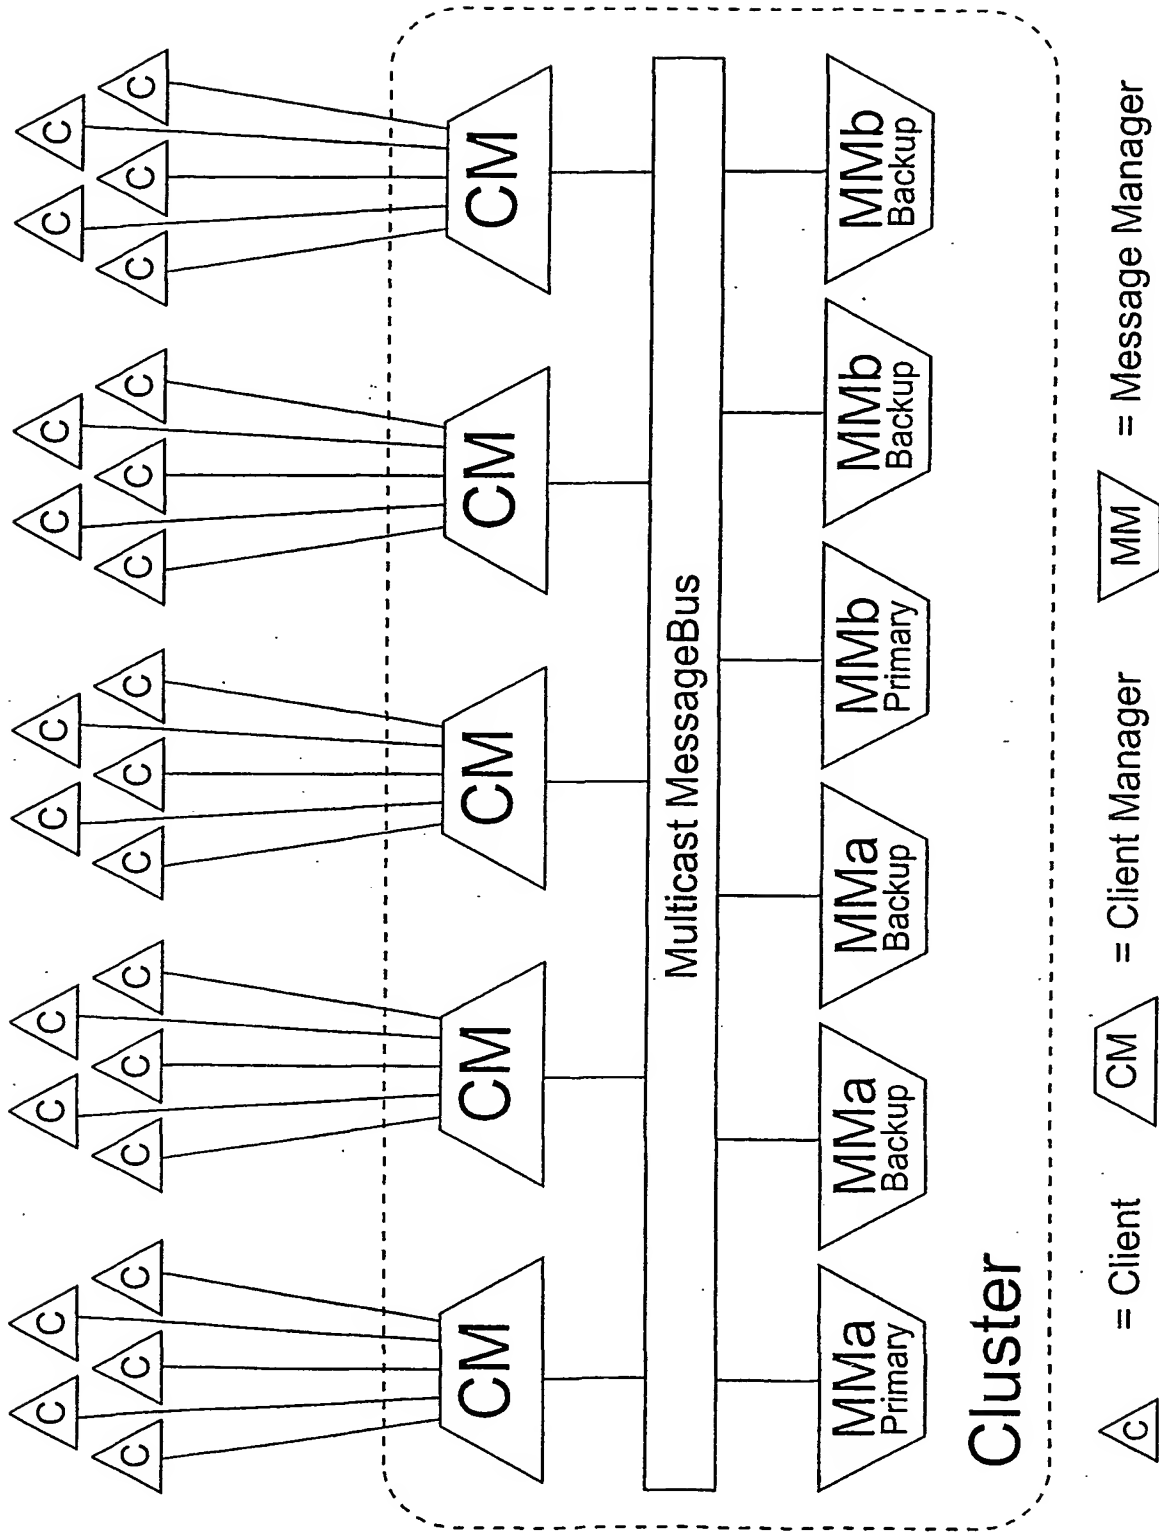 C C C C C C C C C C
C C C C C C C C C C C C C C C
CM CM CM CM CM
Multicast MessageBus
MMa MMa MMa MMb MMb MMb
Primary Backup Backup Primary Backup Backup
Cluster
C = Client CM = Client Manager MM = Message Manager